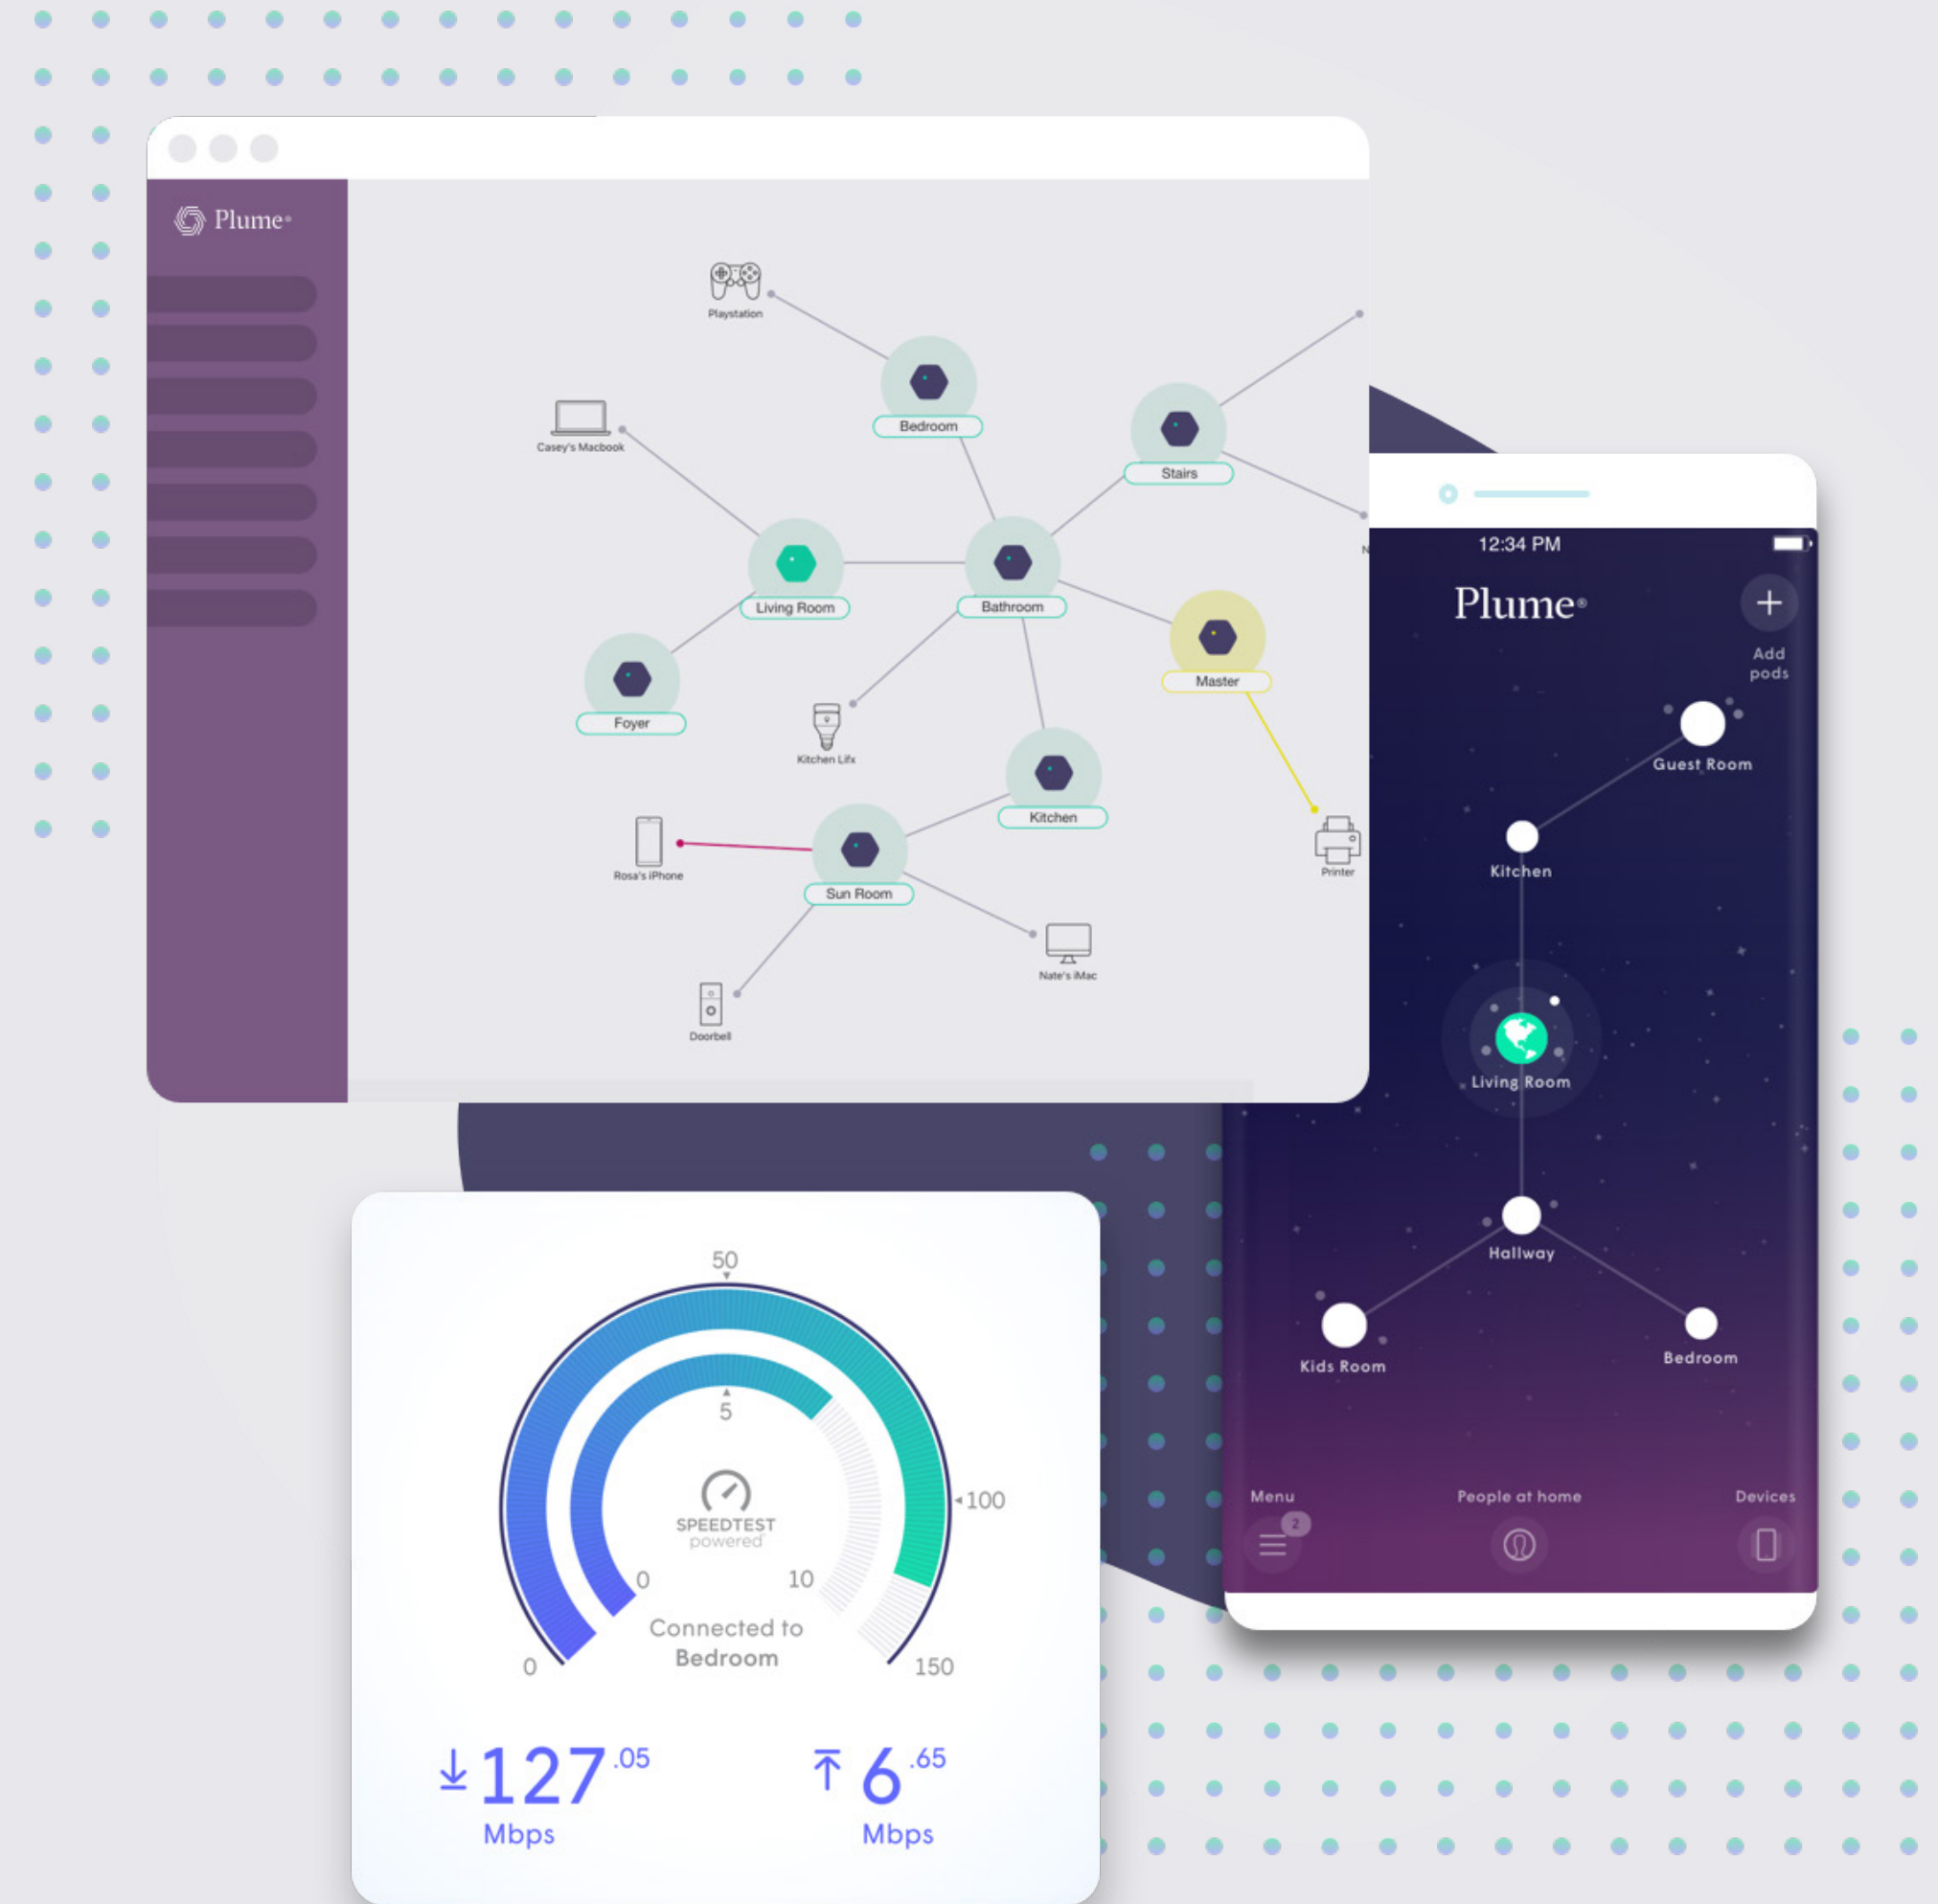 Plume®
Playstation
Bedroom
Casey's Macbook
Stairs
Living Room
Bathroom
Master
Foyer
Kitchen Lifx
Kitchen
Rosa's iPhone
Sun Room
Printer
Nate's iMac
Doorbell
N
12:34 PM
Plume®
Add
pods
Guest Room
Kitchen
Living Room
Hallway
Kids Room
Bedroom
Menu
People at home
Devices
2
50
5
100
SPEEDTEST
powered
0
10
Connected to
Bedroom
0
150
127.05
Mbps
6.65
Mbps